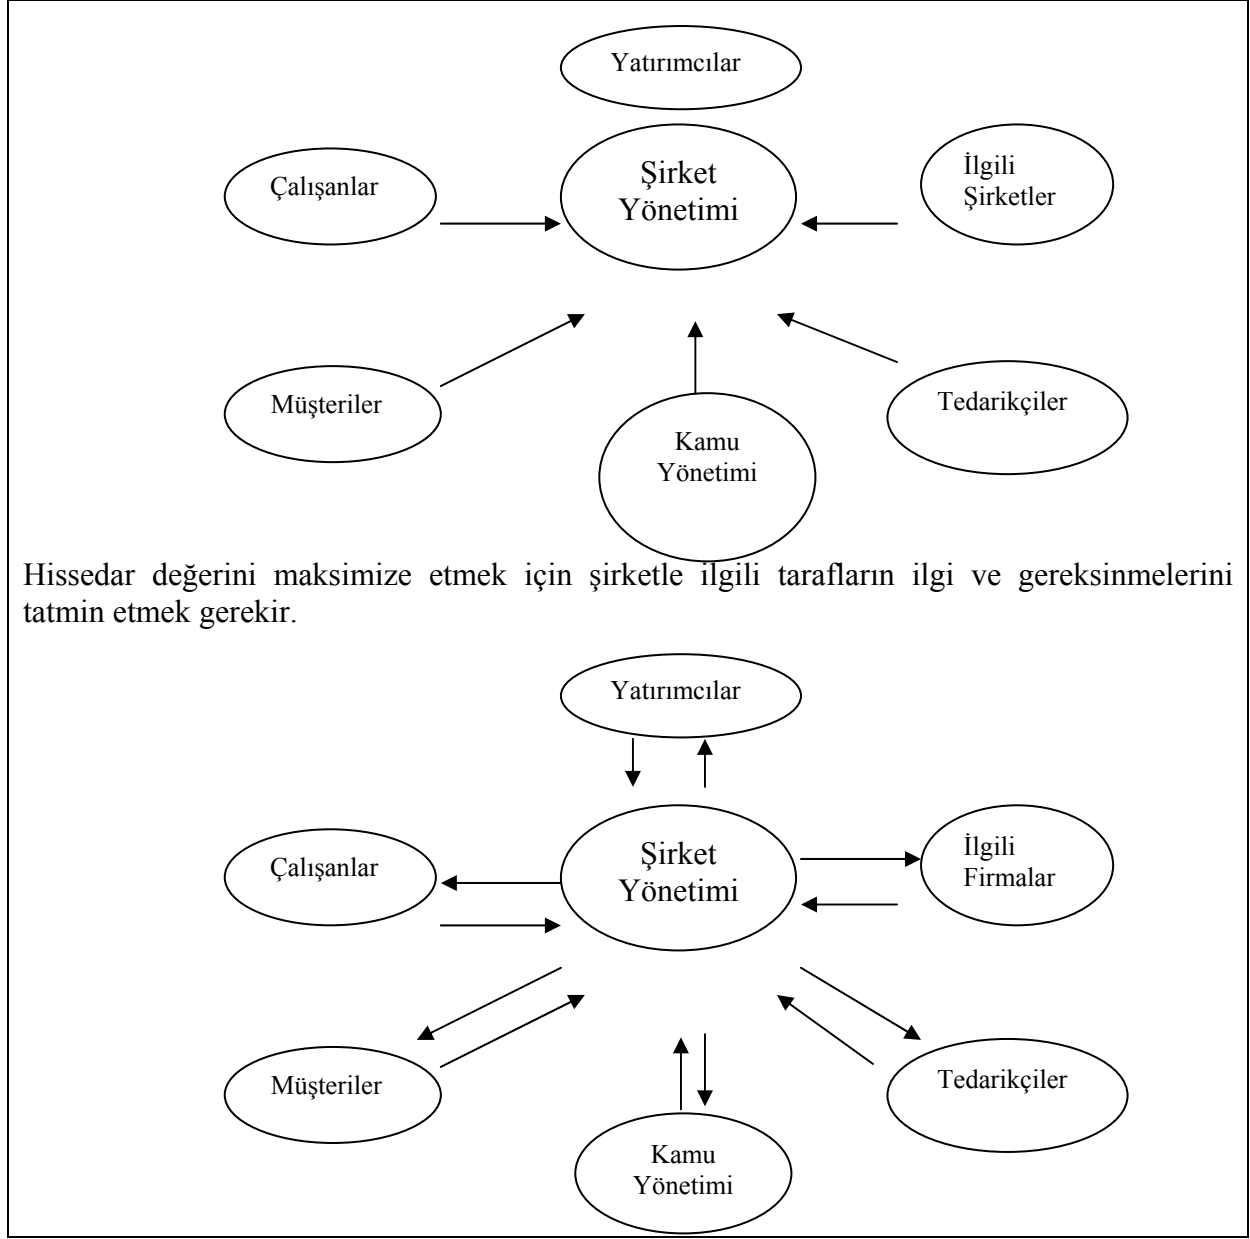 Yatırımcılar
Çalışanlar
Şirket
Yönetimi
İlgili
Şirketler
Müşteriler
Kamu
Yönetimi
Tedarikçiler
Hissedar değerini maksimize etmek için şirketle ilgili tarafların ilgi ve gereksinmelerini
tatmin etmek gerekir.
Yatırımcılar
Çalışanlar
Şirket
Yönetimi
İlgili
Firmalar
Müşteriler
Kamu
Yönetimi
Tedarikçiler